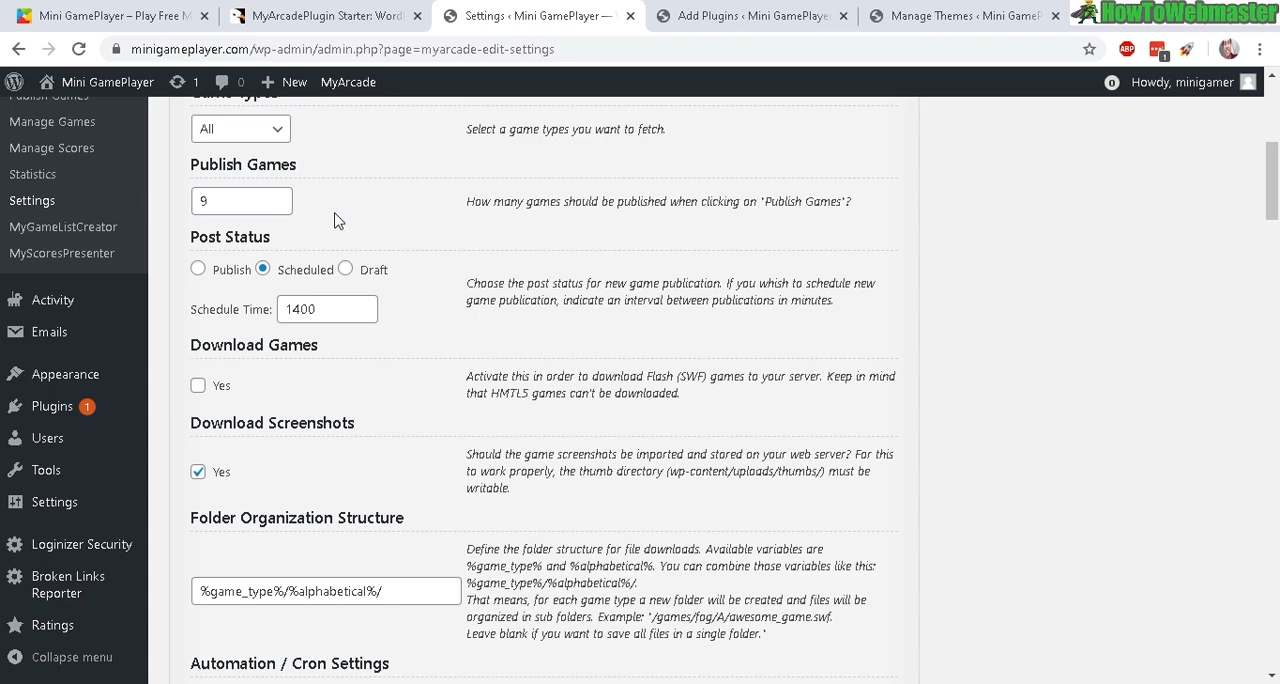 Mini GamePlayer – Play Free M
MyArcadePlugin Starter: Wordl
Settings ‹ Mini GamePlayer —
Add Plugins ‹ Mini GamePlayer
Manage Themes ‹ Mini GameP
HowToWebmaster
minigameplayer.com/wp-admin/admin.php?page=myarcade-edit-settings
ABP
1
Mini GamePlayer
1
0
New
MyArcade
0
Howdy, minigamer
Publish Games
Manage Games
Manage Scores
Statistics
Settings
MyGameListCreator
MyScoresPresenter
Activity
Emails
Appearance
Plugins 1
Users
Tools
Settings
Loginizer Security
Broken Links
Reporter
Ratings
Collapse menu
Game Types
All
Select a game types you want to fetch.
Publish Games
9
How many games should be published when clicking on "Publish Games"?
Post Status
Publish Scheduled Draft
Schedule Time: 1400
Choose the post status for new game publication. If you whish to schedule new
game publication, indicate an interval between publications in minutes.
Download Games
Yes
Activate this in order to download Flash (SWF) games to your server. Keep in mind
that HMTL5 games can't be downloaded.
Download Screenshots
Yes
Should the game screenshots be imported and stored on your web server? For this
to work properly, the thumb directory (wp-content/uploads/thumbs/) must be
writable.
Folder Organization Structure
%game_type%/%alphabetical%/
Define the folder structure for file downloads. Available variables are
%game_type% and %alphabetical%. You can combine those variables like this:
%game_type%/%alphabetical%/.
That means, for each game type a new folder will be created and files will be
organized in sub folders. Example: "/games/fog/A/awesome_game.swf.
Leave blank if you want to save all files in a single folder."
Automation / Cron Settings